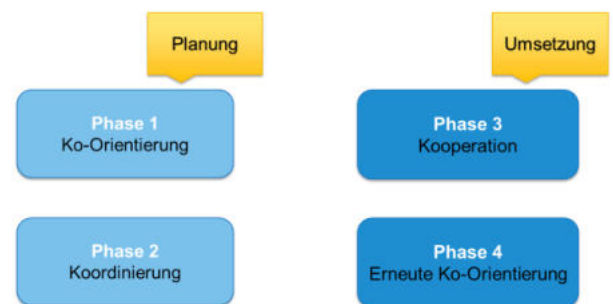 Planung
Umsetzung
Phase 1
Ko-Orientierung
Phase 3
Kooperation
Phase 2
Koordinierung
Phase 4
Erneute Ko-Orientierung